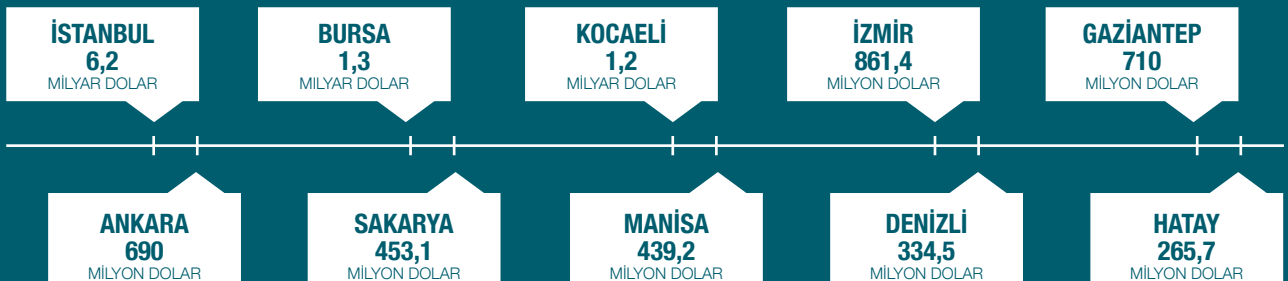 İSTANBUL
6,2
MİLYAR DOLAR
BURSA
1,3
MILYAR DOLAR
KOCAELİ
1,2
MİLYAR DOLAR
İZMİR
861,4
MİLYON DOLAR
GAZİANTEP
710
MİLYON DOLAR
ANKARA
690
MİLYON DOLAR
SAKARYA
453,1
MİLYON DOLAR
MANİSA
439,2
MİLYON DOLAR
DENİZLİ
334,5
MİLYON DOLAR
HATAY
265,7
MİLYON DOLAR